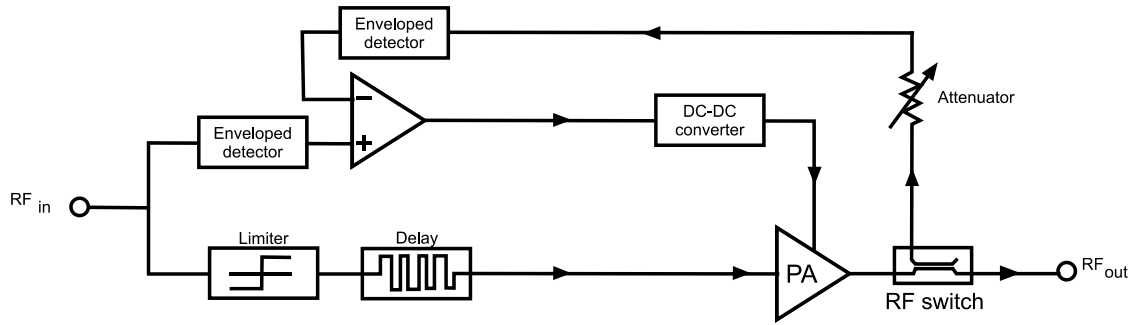 Enveloped
detector
DC-DC
converter
Attenuator
Enveloped
detector
RF in
Limiter
Delay
PA
RF out
RF switch